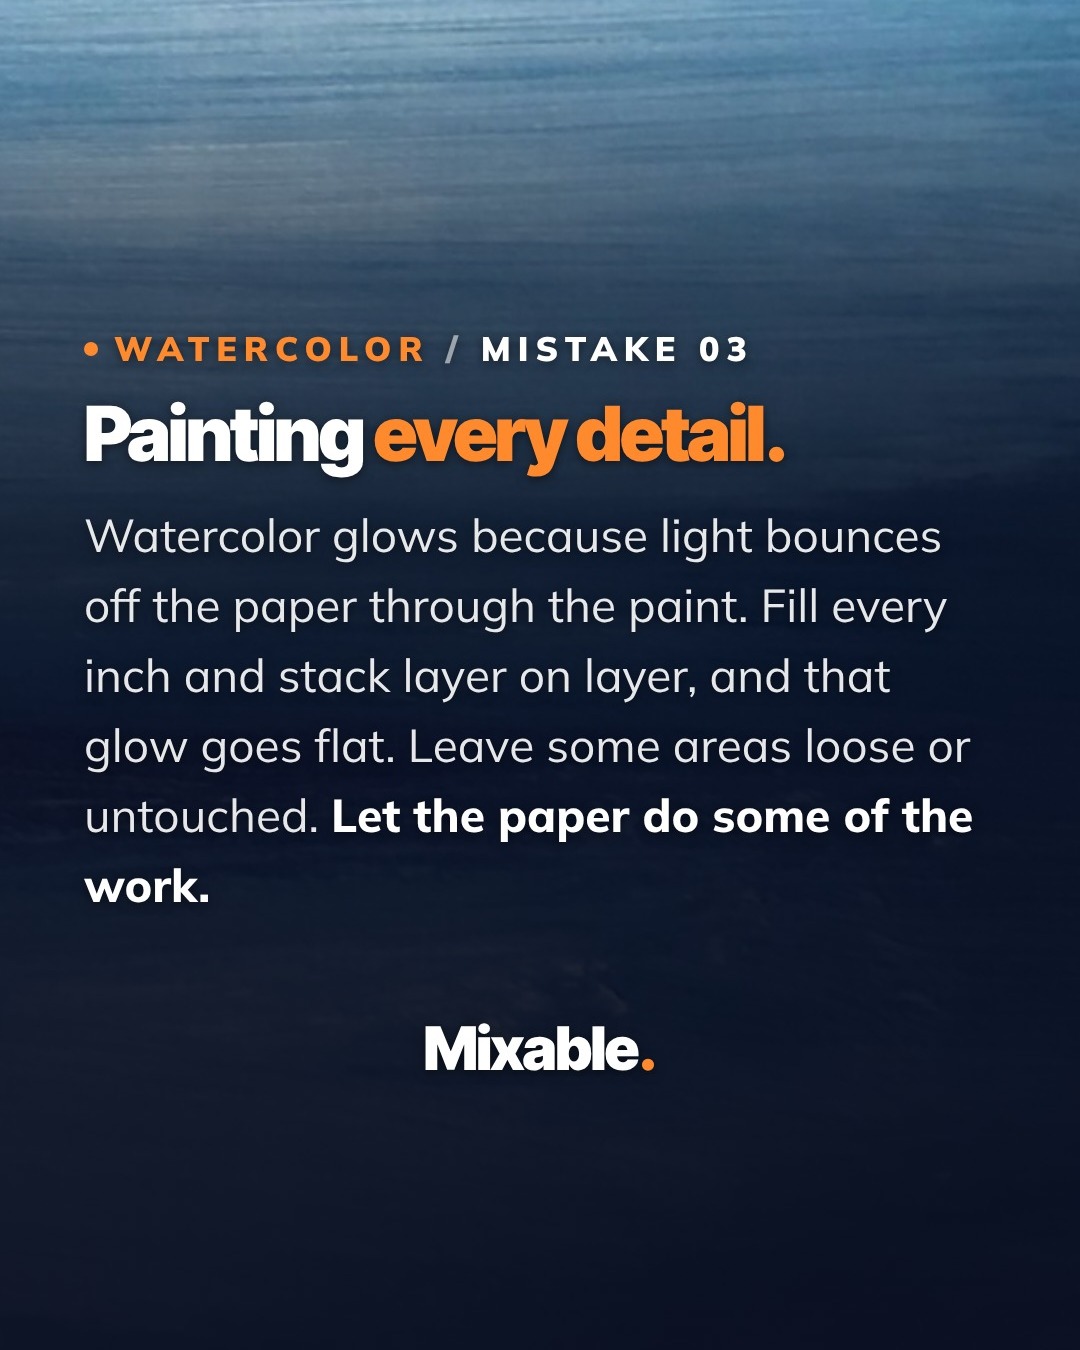 • WATERCOLOR / MISTAKE 03
Painting every detail.
Watercolor glows because light bounces
off the paper through the paint. Fill every
inch and stack layer on layer, and that
glow goes flat. Leave some areas loose or
untouched. Let the paper do some of the
work.
Mixable.